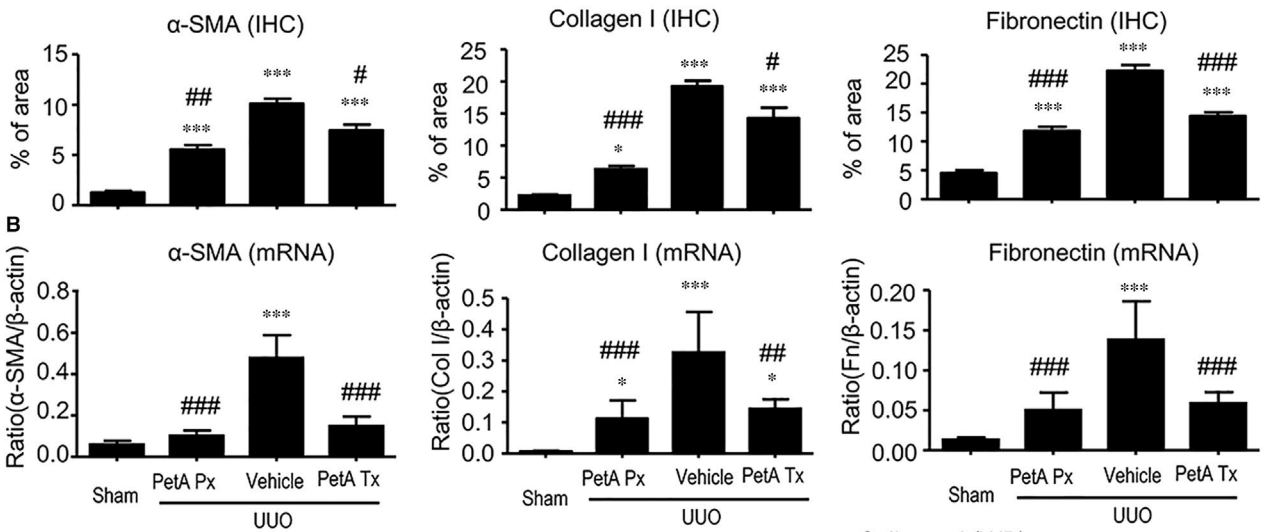 α-SMA (IHC)
% of area
15
10
5
0
***
##
***
#
***
Collagen I (IHC)
% of area
25
20
15
10
5
0
###
*
***
#
***
Fibronectin (IHC)
% of area
25
20
15
10
5
0
###
***
***
###
***
B
α-SMA (mRNA)
Ratio(α-SMA/β-actin)
0.8
0.6
0.4
0.2
0.0
###
***
###
Sham
PetA Px
Vehicle
PetA Tx
UUO
Collagen I (mRNA)
Ratio(Col I/β-actin)
0.5
0.4
0.3
0.2
0.1
0.0
###
*
***
##
*
Sham
PetA Px
Vehicle
PetA Tx
UUO
Fibronectin (mRNA)
Ratio(Fn/β-actin)
0.20
0.15
0.10
0.05
0.00
###
***
###
Sham
PetA Px
Vehicle
PetA Tx
UUO